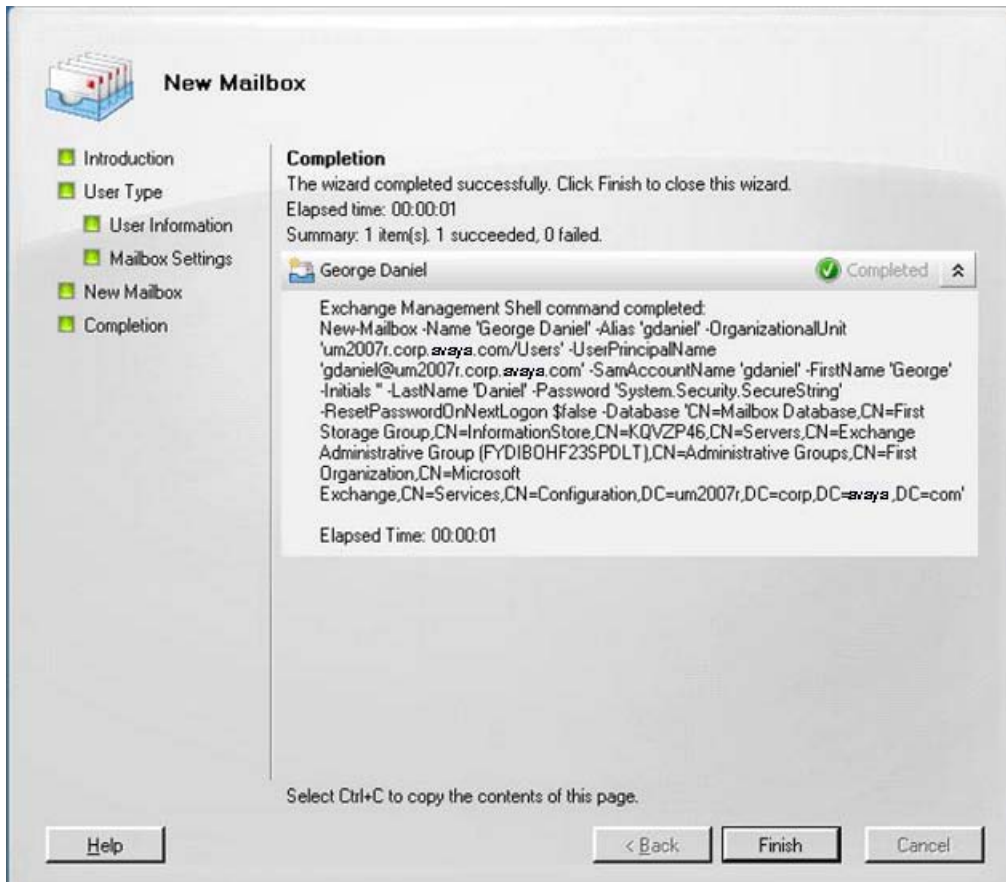 New Mailbox
Introduction
User Type
User Information
Mailbox Settings
New Mailbox
Completion
Completion
The wizard completed successfully. Click Finish to close this wizard.
Elapsed time: 00:00:01
Summary: 1 item(s). 1 succeeded, 0 failed.
George Daniel
Completed
Exchange Management Shell command completed:
New-Mailbox -Name 'George Daniel' -Alias 'gdaniel' -OrganizationalUnit
'um2007r.corp.avaya.com/Users' -UserPrincipalName
'gdaniel@um2007r.corp.avaya.com' -SamAccountName 'gdaniel' -FirstName 'George'
-Initials '' -LastName 'Daniel' -Password 'System.Security.SecureString'
-ResetPasswordOnNextLogon $false -Database 'CN=Mailbox Database,CN=First
Storage Group,CN=InformationStore,CN=KQVZP46,CN=Servers,CN=Exchange
Administrative Group (FYDIBOHF23SPDLT),CN=Administrative Groups,CN=First
Organization,CN=Microsoft
Exchange,CN=Services,CN=Configuration,DC=um2007r,DC=corp,DC=avaya,DC=com'
Elapsed Time: 00:00:01
Select Ctrl+C to copy the contents of this page.
Help
< Back
Finish
Cancel